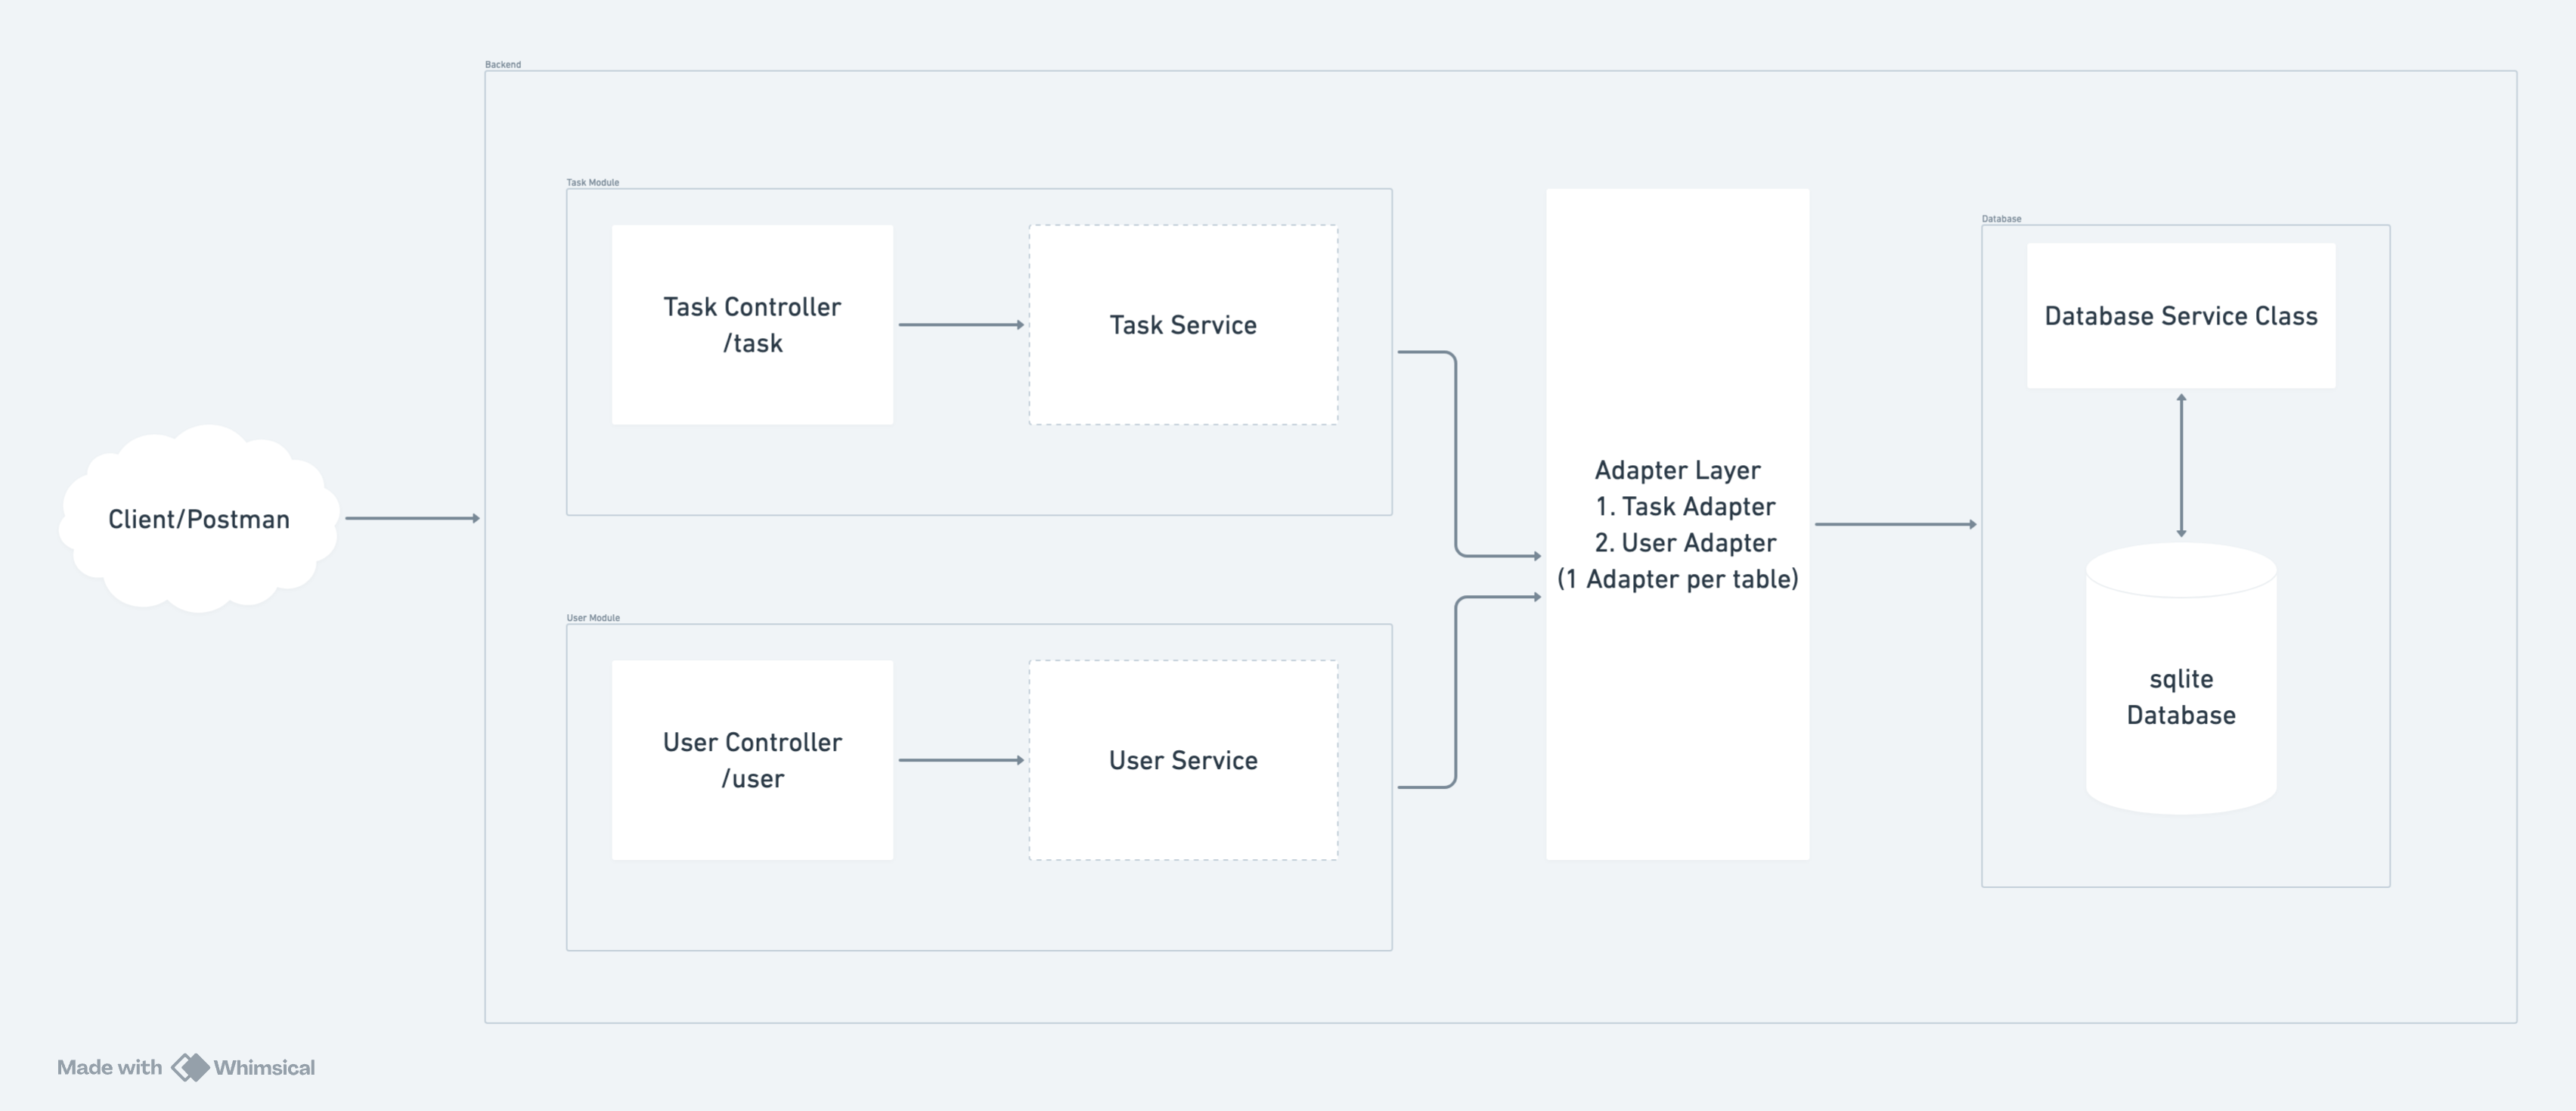 Backend
Task Module
Task Controller
/task
Task Service
User Module
User Controller
/user
User Service
Client/Postman
Adapter Layer
1. Task Adapter
2. User Adapter
(1 Adapter per table)
Database
Database Service Class
sqlite
Database
Made with Whimsical